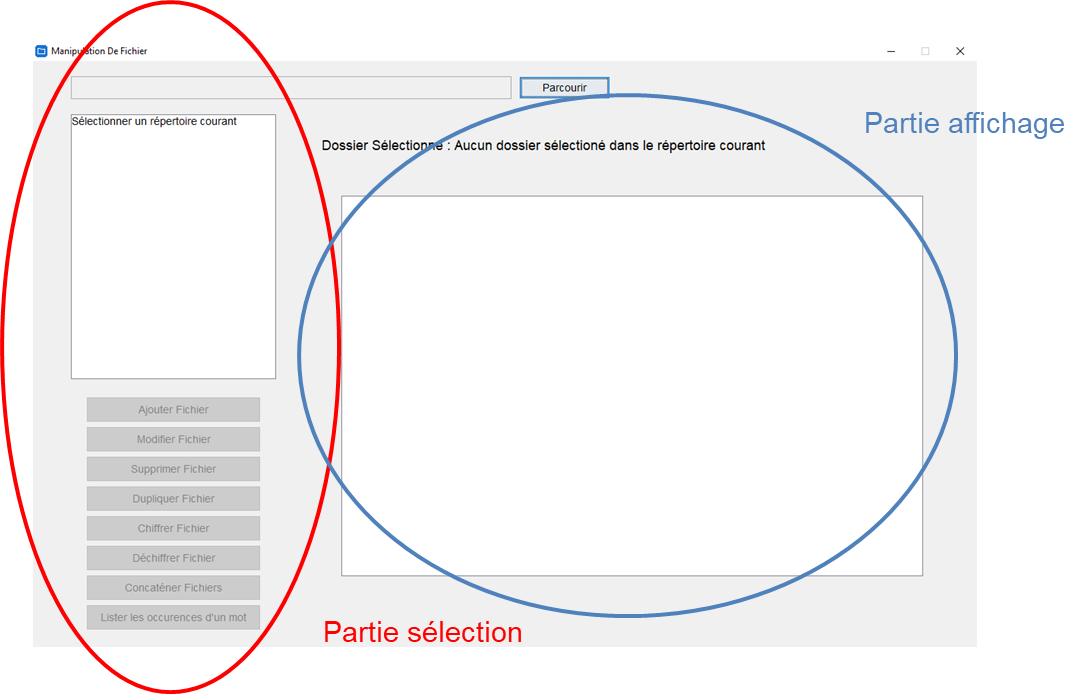 Manipulation De Fichier
Parcourir
Partie affichage
Sélectionner un répertoire courant
Dossier Sélectionné : Aucun dossier sélectioné dans le répertoire courant
Ajouter Fichier
Modifier Fichier
Supprimer Fichier
Dupliquer Fichier
Chiffrer Fichier
Déchiffrer Fichier
Concaténer Fichiers
Lister les occurences d'un mot
Partie sélection